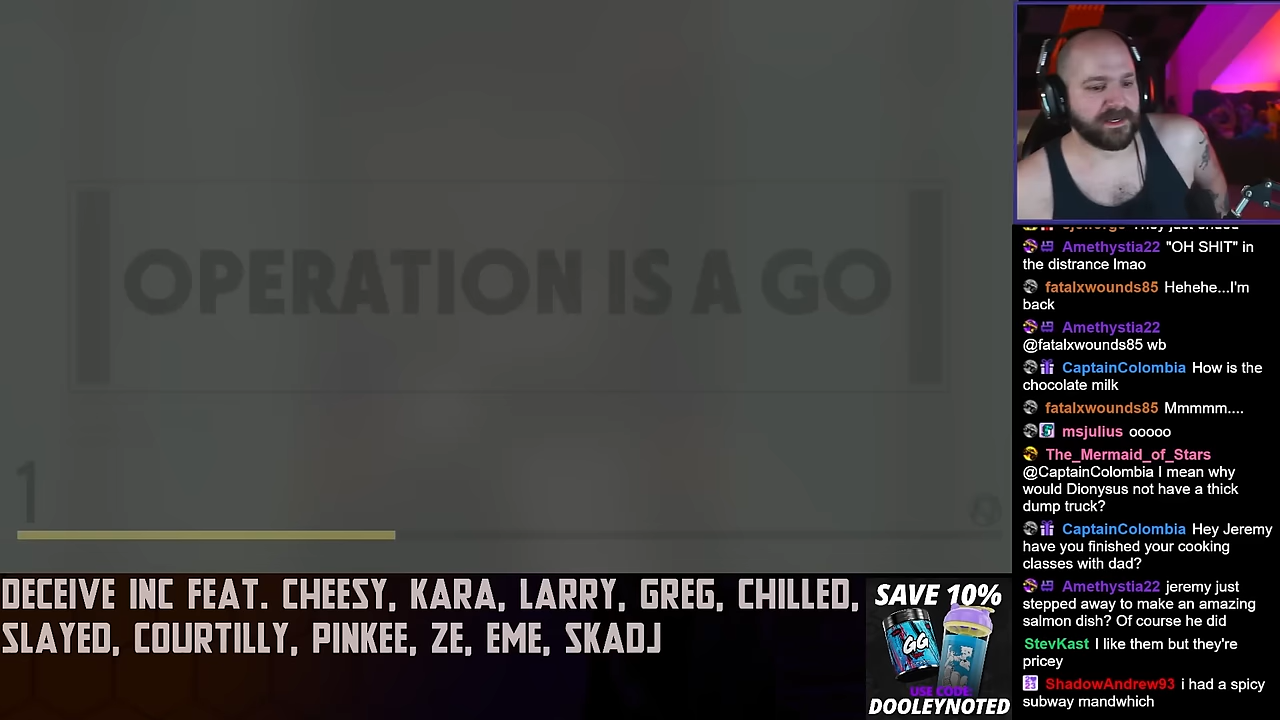 OPERATION IS A GO
1
DECEIVE INC FEAT. CHEESY, KARA, LARRY, GREG, CHILLED,
SLAYED, COURTILLY, PINKEE, ZE, EME, SKADJ
SAVE 10%
GG
USE CODE:
DOOLEYNOTED
Amethystia22 "OH SHIT" in
the distrance lmao
fatalxwounds85 Hehehe...I'm
back
Amethystia22
@fatalxwounds85 wb
CaptainColombia How is the
chocolate milk
fatalxwounds85 Mmmmm....
msjulius ooooo
The_Mermaid_of_Stars
@CaptainColombia I mean why
would Dionysus not have a thick
dump truck?
CaptainColombia Hey Jeremy
have you finished your cooking
classes with dad?
Amethystia22 jeremy just
stepped away to make an amazing
salmon dish? Of course he did
StevKast I like them but they're
pricey
ShadowAndrew93 i had a spicy
subway mandwhich